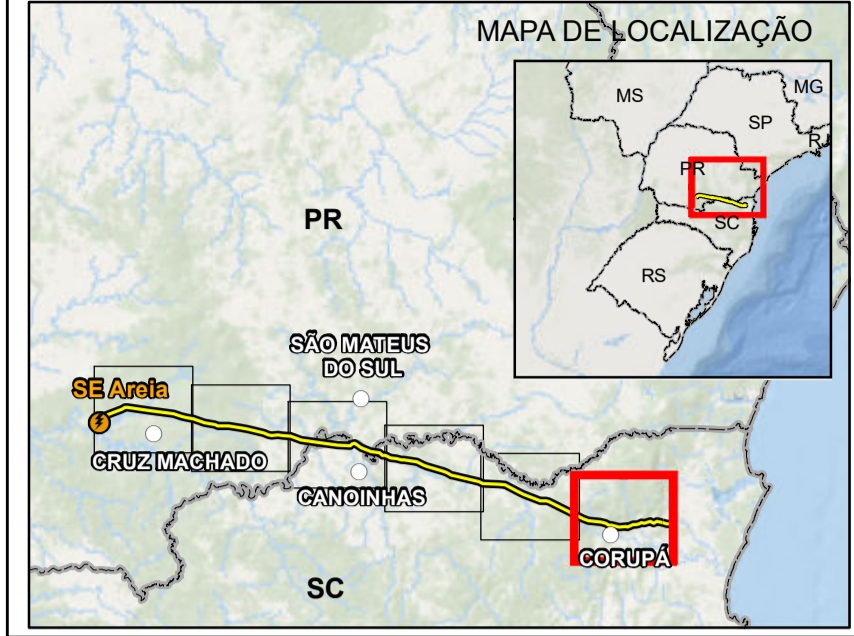 MAPA DE LOCALIZAÇÃO
MS
MG
SP
RJ
PR
SC
RS
PR
SÃO MATEUS
DO SUL
SE Areia
CRUZ MACHADO
CANOINHAS
CORUPÁ
SC